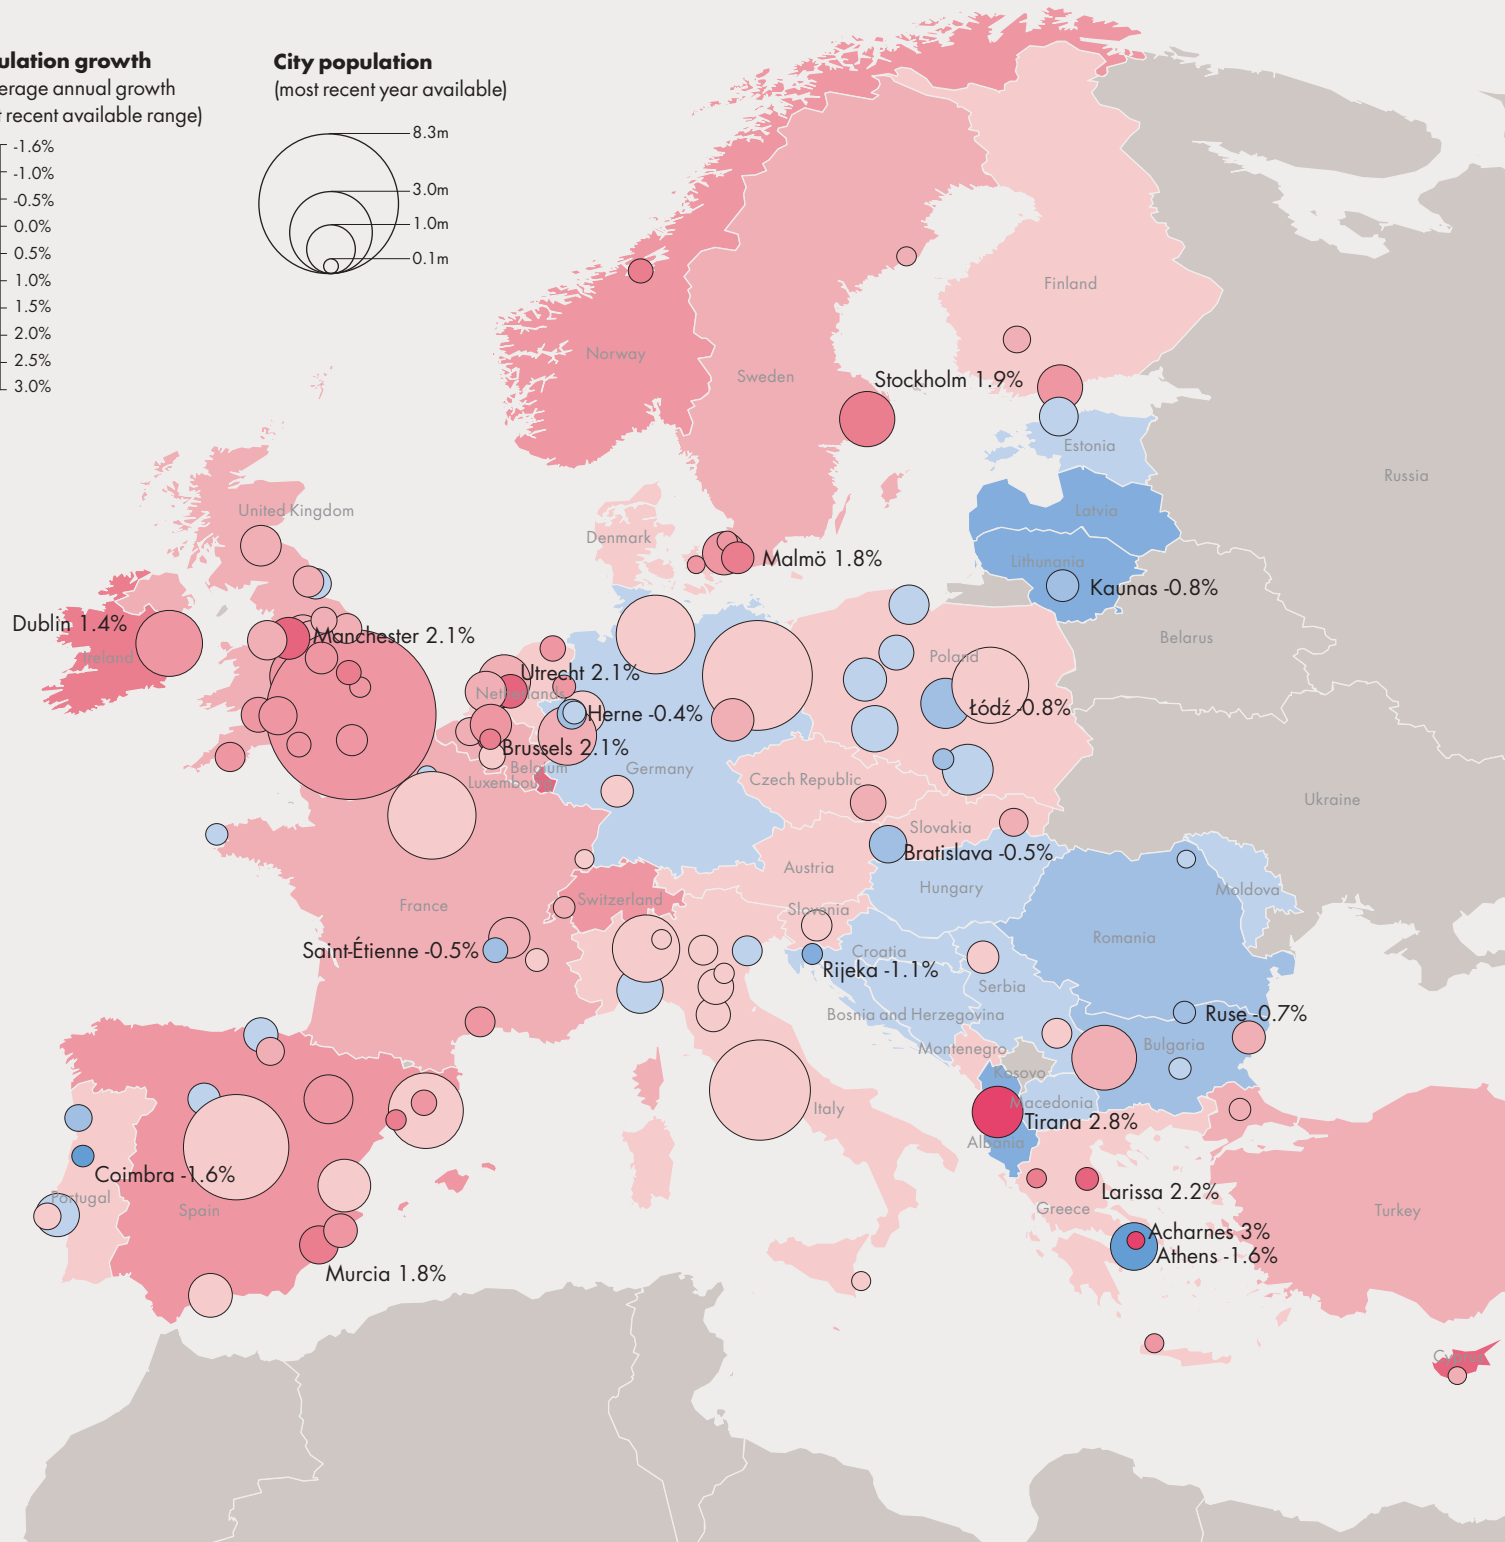 ulation growth
erage annual growth
t recent available range)
-1.6%
-1.0%
-0.5%
0.0%
0.5%
1.0%
1.5%
2.0%
2.5%
3.0%
City population
(most recent year available)
8.3m
3.0m
1.0m
0.1m
Finland
Norway
Sweden
Stockholm 1.9%
Estonia
Russia
United Kingdom
Latvia
Denmark
Malmö 1.8%
Lithuania
Kaunas -0.8%
Dublin 1.4%
Manchester 2.1%
Belarus
Ireland
Poland
Utrecht 2.1%
Netherlands
Łódź -0.8%
Herne -0.4%
Brussels 2.1%
Belgium
Germany
Luxembourg
Czech Republic
Ukraine
Slovakia
Bratislava -0.5%
Austria
Hungary
Moldova
Switzerland
France
Slovenia
Romania
Saint-Étienne -0.5%
Croatia
Rijeka -1.1%
Serbia
Bosnia and Herzegovina
Ruse -0.7%
Montenegro
Bulgaria
Kosovo
Macedonia
Italy
Tirana 2.8%
Albania
Coimbra -1.6%
Portugal
Spain
Larissa 2.2%
Greece
Turkey
Acharnes 3%
Athens -1.6%
Murcia 1.8%
Cyprus